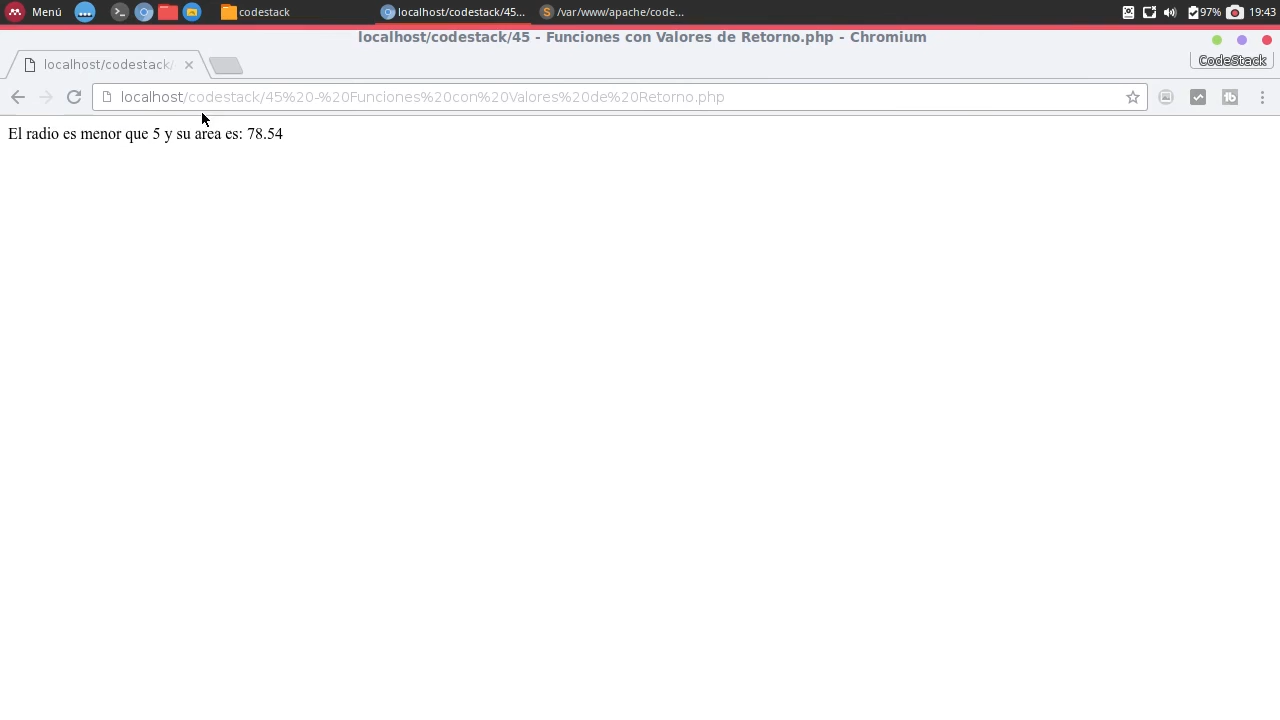 Menú
codestack
localhost/codestack/45...
/var/www/apache/code...
97%
19:43
localhost/codestack/45 - Funciones con Valores de Retorno.php - Chromium
localhost/codestack/
CodeStack
localhost/codestack/45%20-%20Funciones%20con%20Valores%20de%20Retorno.php
El radio es menor que 5 y su area es: 78.54